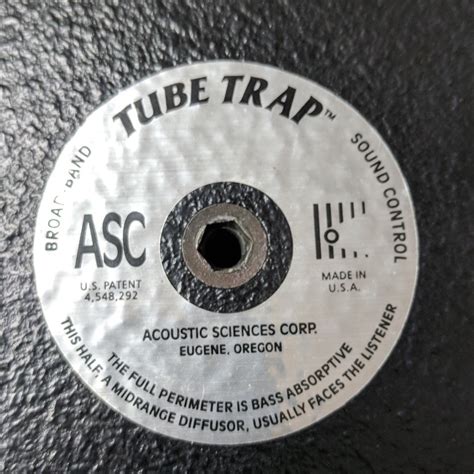 TUBE TRAP™
BROAD-BAND
SOUND CONTROL
ASC
U.S. PATENT
4,548,292
MADE IN
U.S.A.
ACOUSTIC SCIENCES CORP.
EUGENE, OREGON
THE FULL PERIMETER IS BASS ABSORPTIVE
THIS HALF, A MIDRANGE DIFFUSOR, USUALLY FACES THE LISTENER